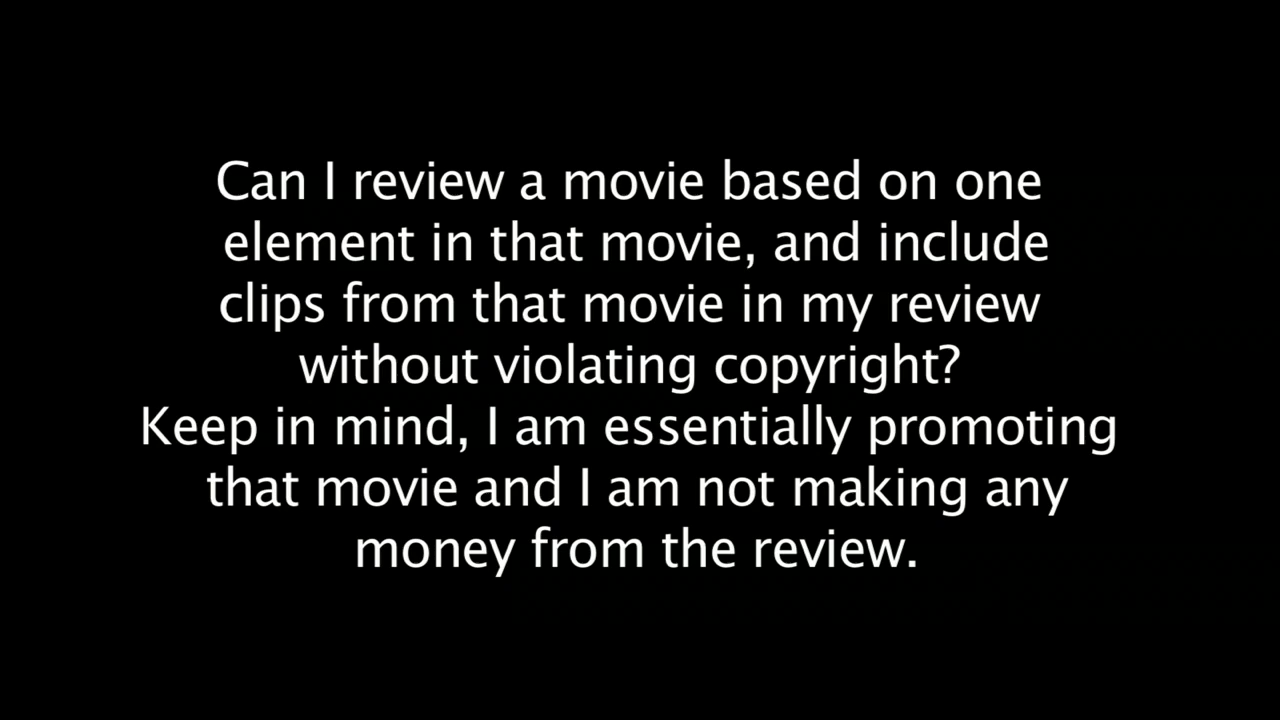 Can I review a movie based on one
element in that movie, and include
clips from that movie in my review
without violating copyright?
Keep in mind, I am essentially promoting
that movie and I am not making any
money from the review.